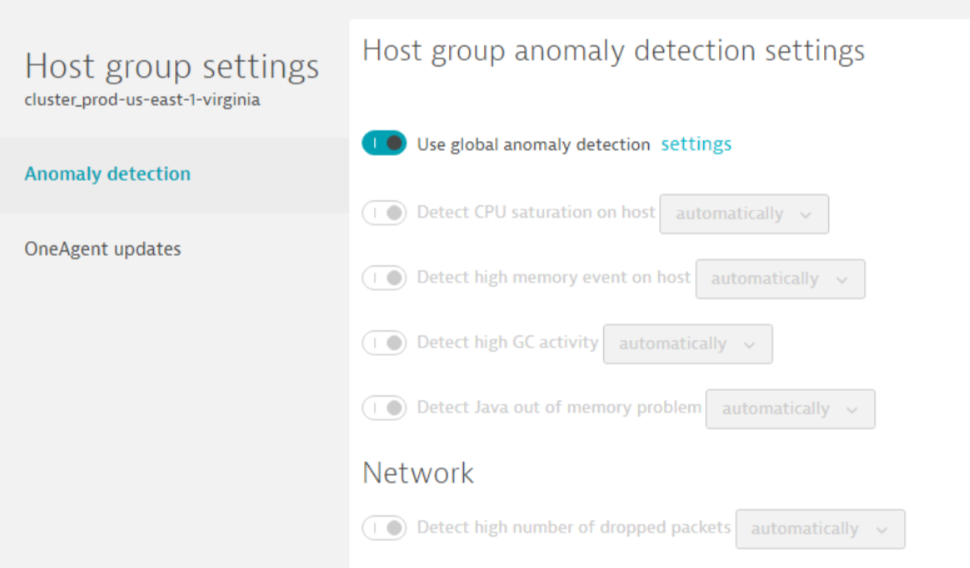 Host group settings
cluster_prod-us-east-1-virginia
Anomaly detection
OneAgent updates
Host group anomaly detection settings
Use global anomaly detection settings
Detect CPU saturation on host automatically
Detect high memory event on host automatically
Detect high GC activity automatically
Detect Java out of memory problem automatically
Network
Detect high number of dropped packets automatically